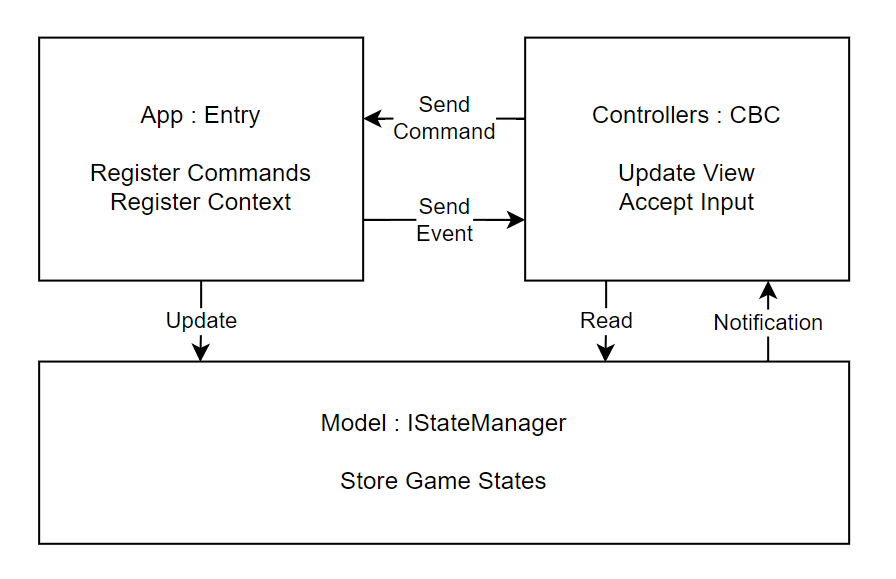 App : Entry
Register Commands
Register Context
Send
Command
Send
Event
Controllers : CBC
Update View
Accept Input
Update
Read
Notification
Model : IStateManager
Store Game States